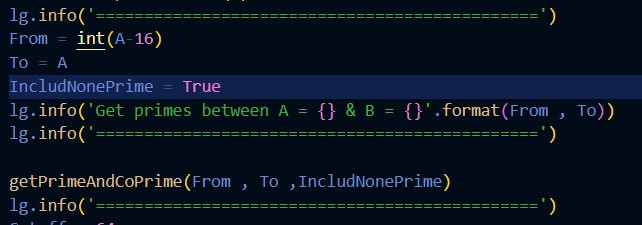 lg.info('==============================================')
From = int(A-16)
To = A
IncludNonePrime = True
lg.info('Get primes between A = {} & B = {}'.format(From , To))
lg.info('==============================================')
getPrimeAndCoPrime(From , To ,IncludNonePrime)
lg.info('==============================================')